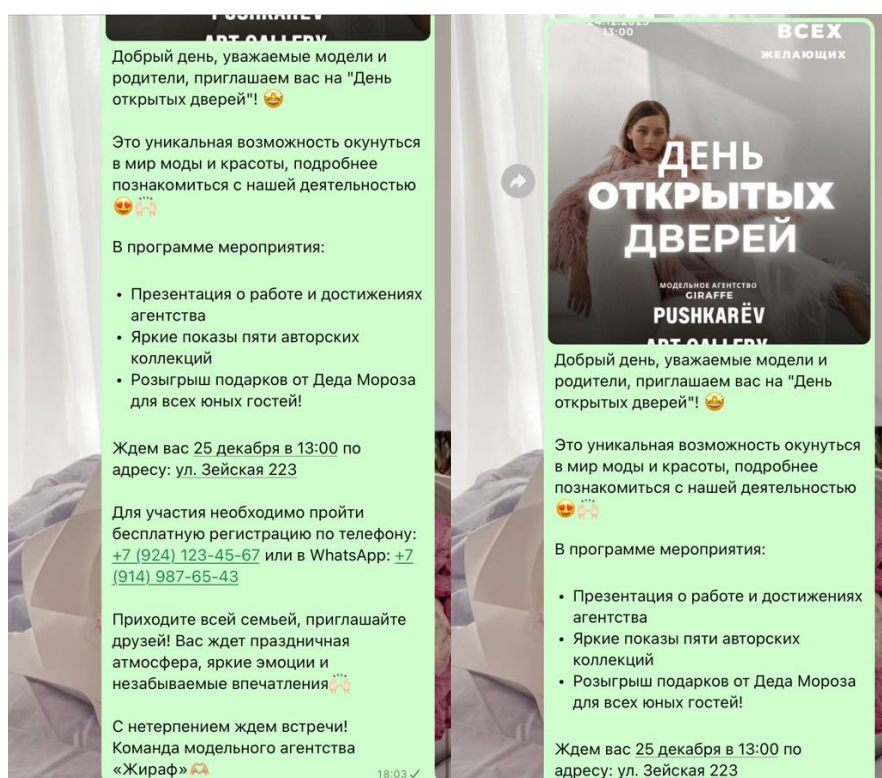 PUSHKARËV
ART GALLERY
Добрый день, уважаемые модели и
родители, приглашаем вас на "День
открытых дверей"! 🤩
Это уникальная возможность окунуться
в мир моды и красоты, подробнее
познакомиться с нашей деятельностью
😍🙌🏻
В программе мероприятия:
• Презентация о работе и достижениях
агентства
• Яркие показы пяти авторских
коллекций
• Розыгрыш подарков от Деда Мороза
для всех юных гостей!
Ждем вас 25 декабря в 13:00 по
адресу: ул. Зейская 223
Для участия необходимо пройти
бесплатную регистрацию по телефону:
+7 (924) 123-45-67 или в WhatsApp: +7
(914) 987-65-43
Приходите всей семьей, приглашайте
друзей! Вас ждет праздничная
атмосфера, яркие эмоции и
незабываемые впечатления🙌🏻
С нетерпением ждем встречи!
Команда модельного агентства
«Жираф»🫶🏻
18:03 ✓
13:00
ВСЕХ
ЖЕЛАЮЩИХ
ДЕНЬ
ОТКРЫТЫХ
ДВЕРЕЙ
МОДЕЛЬНОЕ АГЕНТСТВО
GIRAFFE
PUSHKARËV
ART GALLERY
Добрый день, уважаемые модели и
родители, приглашаем вас на "День
открытых дверей"! 🤩
Это уникальная возможность окунуться
в мир моды и красоты, подробнее
познакомиться с нашей деятельностью
😍🙌🏻
В программе мероприятия:
• Презентация о работе и достижениях
агентства
• Яркие показы пяти авторских
коллекций
• Розыгрыш подарков от Деда Мороза
для всех юных гостей!
Ждем вас 25 декабря в 13:00 по
адресу: ул. Зейская 223